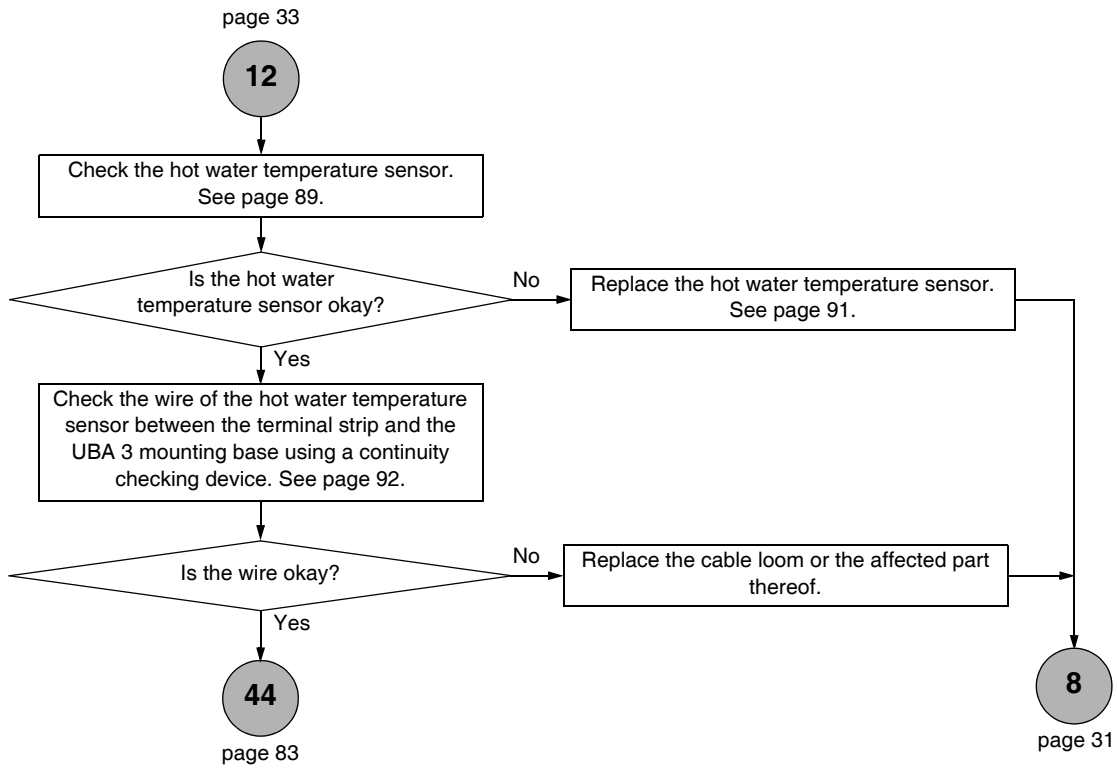 page 33
12
Check the hot water temperature sensor.
See page 89.
Is the hot water
temperature sensor okay?
No
Replace the hot water temperature sensor.
See page 91.
Yes
Check the wire of the hot water temperature
sensor between the terminal strip and the
UBA 3 mounting base using a continuity
checking device. See page 92.
Is the wire okay?
No
Replace the cable loom or the affected part
thereof.
Yes
44
page 83
8
page 31